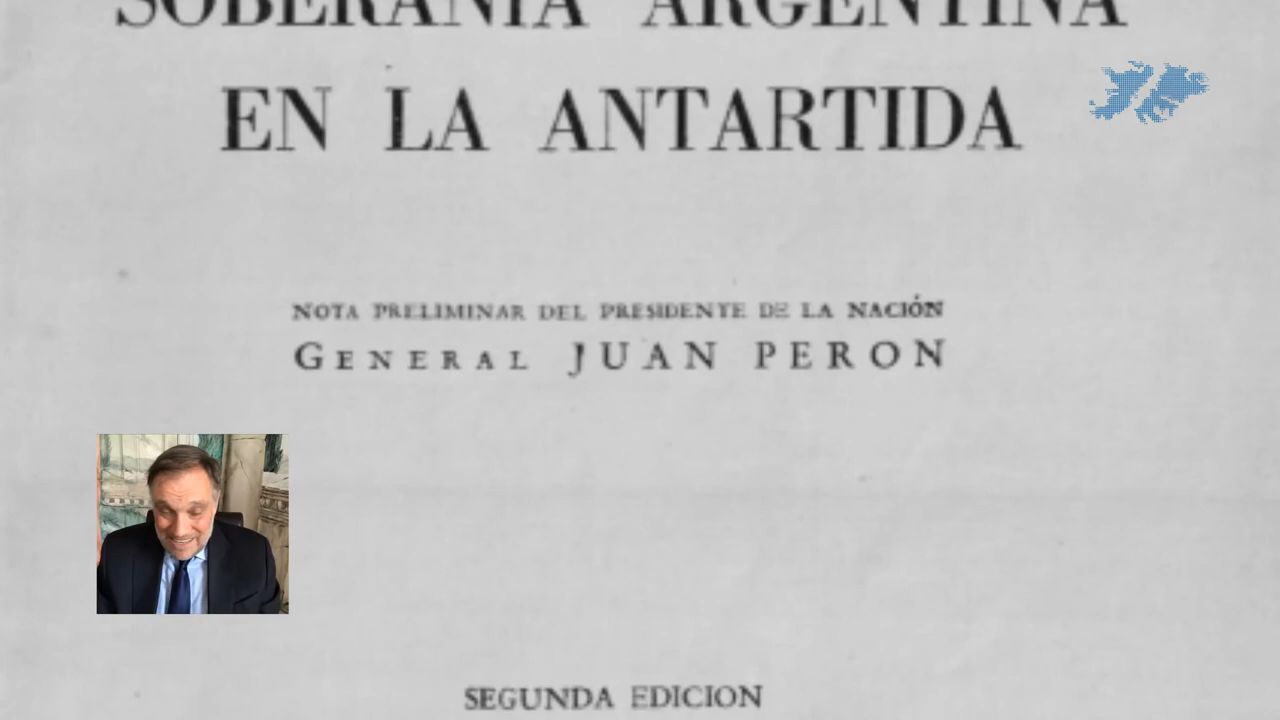 SOBERANIA ARGENTINA
EN LA ANTARTIDA
NOTA PRELIMINAR DEL PRESIDENTE DE LA NACIÓN
GENERAL JUAN PERON
SEGUNDA EDICION